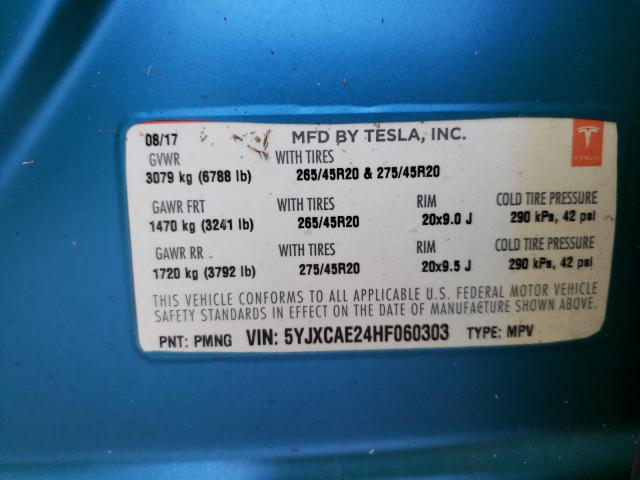 08/17 MFD BY TESLA, INC.
GVWR WITH TIRES
3079 kg (6788 lb) 265/45R20 & 275/45R20
GAWR FRT WITH TIRES RIM COLD TIRE PRESSURE
1470 kg (3241 lb) 265/45R20 20x9.0 J 290 kPa, 42 psi
GAWR RR WITH TIRES RIM COLD TIRE PRESSURE
1720 kg (3792 lb) 275/45R20 20x9.5 J 290 kPa, 42 psi
THIS VEHICLE CONFORMS TO ALL APPLICABLE U.S. FEDERAL MOTOR VEHICLE
SAFETY STANDARDS IN EFFECT ON THE DATE OF MANUFACTURE SHOWN ABOVE.
PNT: PMNG VIN: 5YJXCAE24HF060303 TYPE: MPV
TESLA